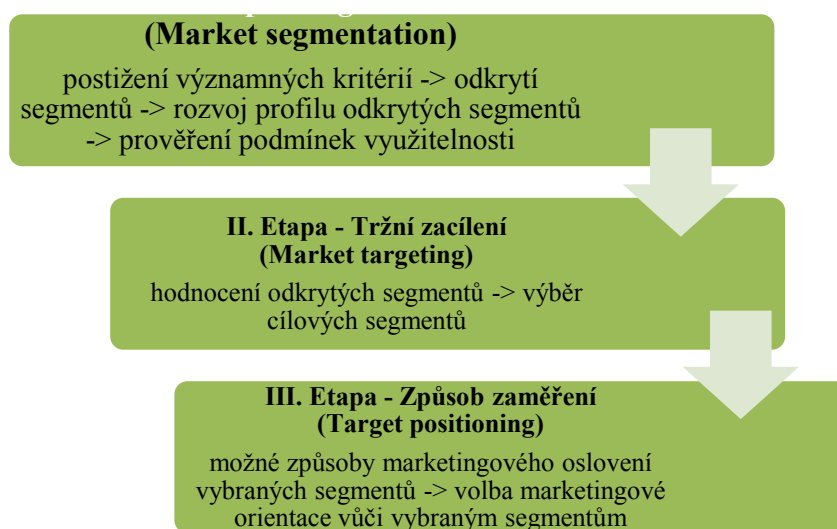 (Market segmentation)
postižení významných kritérií -> odkrytí
segmentů -> rozvoj profilu odkrytých segmentů
-> prověření podmínek využitelnosti
II. Etapa - Tržní zacílení
(Market targeting)
hodnocení odkrytých segmentů -> výběr
cílových segmentů
III. Etapa - Způsob zaměření
(Target positioning)
možné způsoby marketingového oslovení
vybraných segmentů -> volba marketingové
orientace vůči vybraným segmentům